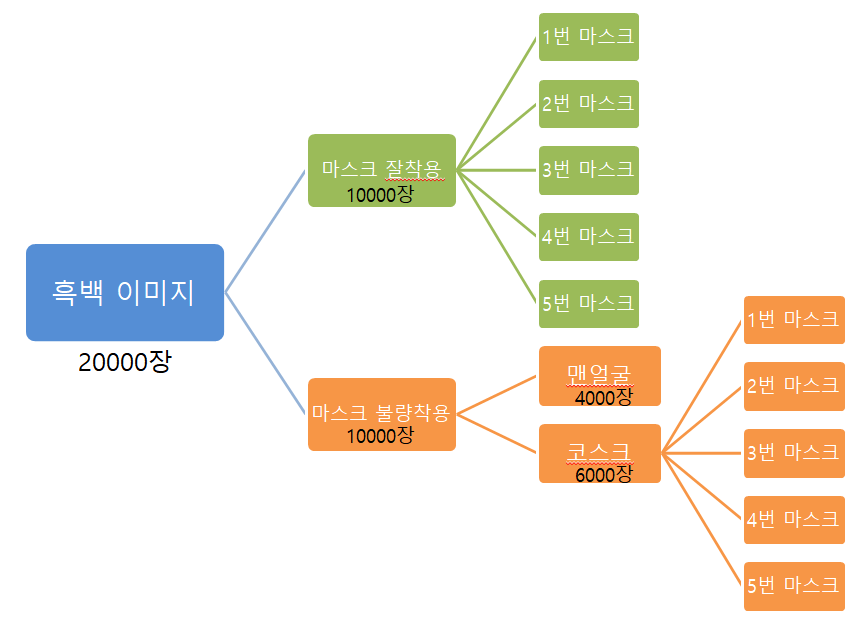 흑백 이미지
20000장
마스크 잘착용
10000장
1번 마스크
2번 마스크
3번 마스크
4번 마스크
5번 마스크
마스크 불량착용
10000장
맨얼굴
4000장
코스크
6000장
1번 마스크
2번 마스크
3번 마스크
4번 마스크
5번 마스크